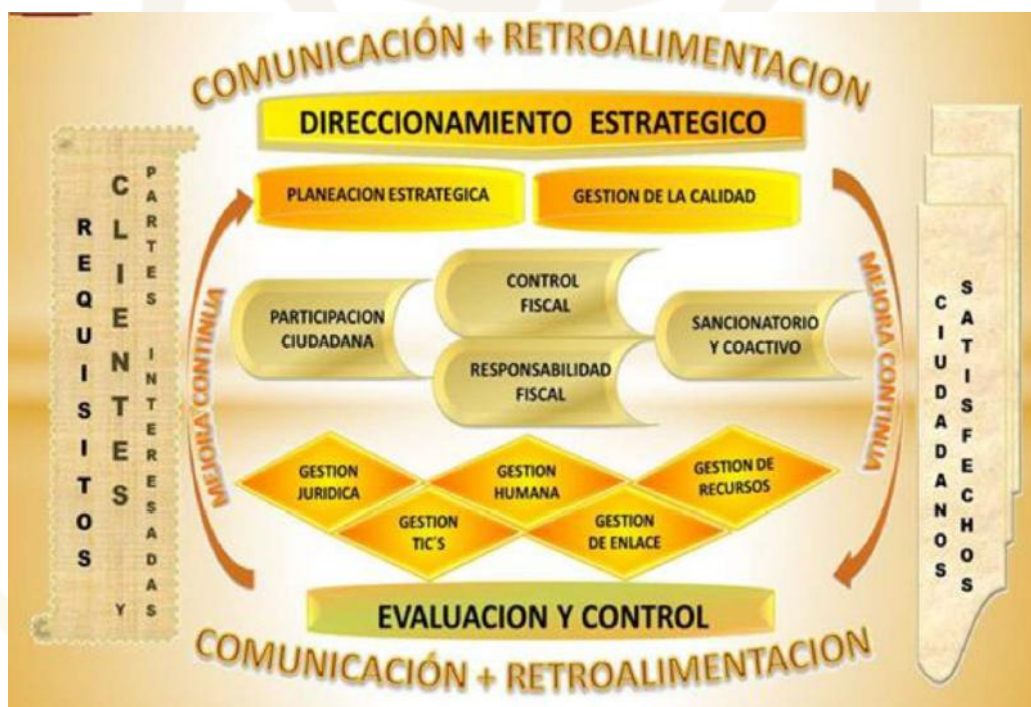 COMUNICACIÓN + RETROALIMENTACION
DIRECCIONAMIENTO ESTRATEGICO
PLANEACION ESTRATEGICA
GESTION DE LA CALIDAD
REQUISITOS
CLIENTES Y
PARTES INTERESADAS
MEJORA CONTINUA
CONTROL
FISCAL
PARTICIPACION
CIUDADANA
SANCIONATORIO
Y COACTIVO
RESPONSABILIDAD
FISCAL
MEJORA CONTINUA
CIUDADANOS
SATISFECHOS
GESTION
JURIDICA
GESTION
HUMANA
GESTION DE
RECURSOS
GESTION
TIC´S
GESTION
DE ENLACE
EVALUACION Y CONTROL
COMUNICACIÓN + RETROALIMENTACION